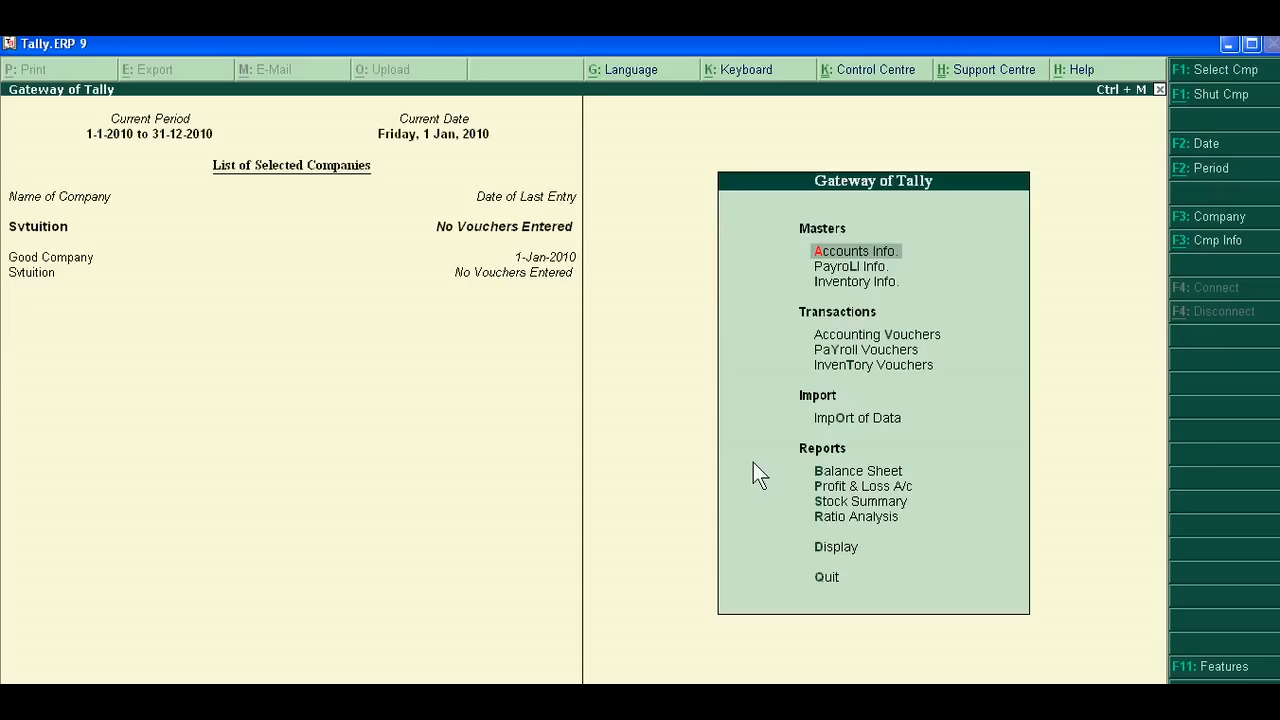 Tally.ERP 9
P: Print E: Export M: E-Mail O: Upload G: Language K: Keyboard K: Control Centre H: Support Centre H: Help
Gateway of Tally Ctrl + M
Current Period Current Date
1-1-2010 to 31-12-2010 Friday, 1 Jan, 2010
List of Selected Companies
Name of Company Date of Last Entry
Svtuition No Vouchers Entered
Good Company 1-Jan-2010
Svtuition No Vouchers Entered
Gateway of Tally
Masters
Accounts Info.
PayroLl Info.
Inventory Info.
Transactions
Accounting Vouchers
PaYroll Vouchers
InvenTory Vouchers
Import
ImpOrt of Data
Reports
Balance Sheet
Profit & Loss A/c
Stock Summary
Ratio Analysis
Display
Quit
F1: Select Cmp
F1: Shut Cmp
F2: Date
F2: Period
F3: Company
F3: Cmp Info
F4: Connect
F4: Disconnect
F11: Features